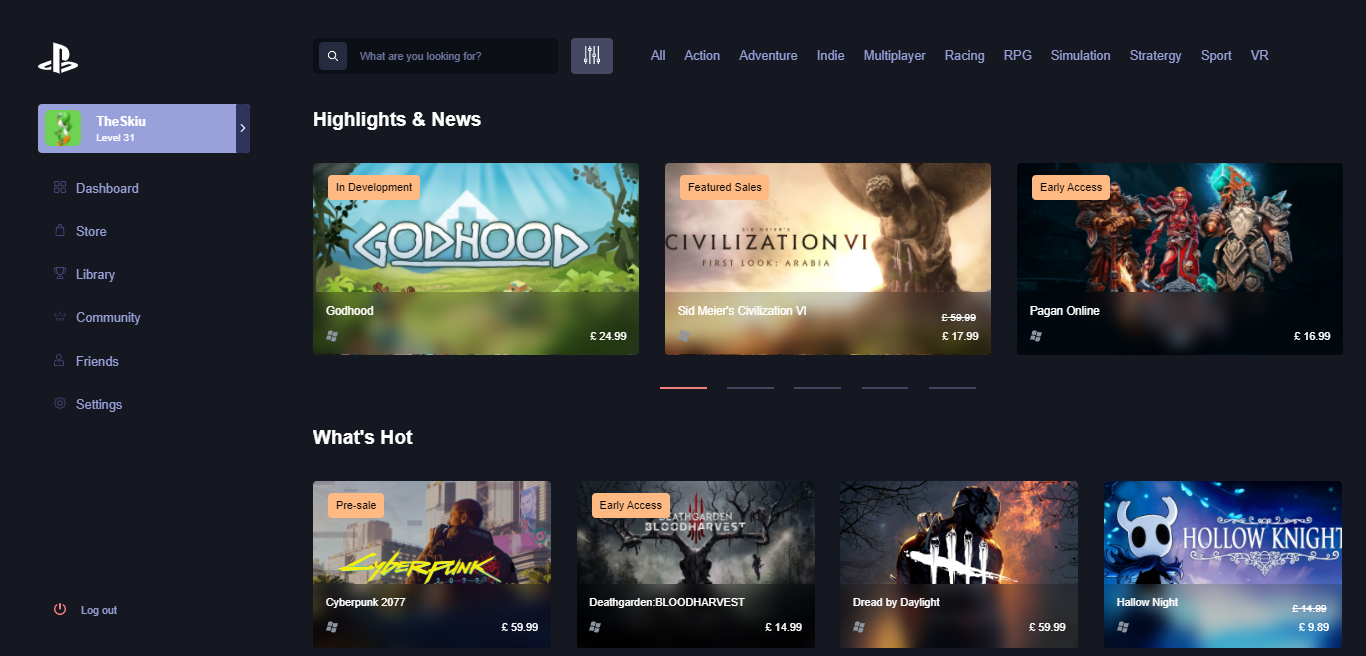 What are you looking for?
All Action Adventure Indie Multiplayer Racing RPG Simulation Stratergy Sport VR
TheSkiu
Level 31
Dashboard
Store
Library
Community
Friends
Settings
Log out
Highlights & News
In Development
GODHOOD
Godhood
£ 24.99
Featured Sales
SID MEIER'S
CIVILIZATION VI
FIRST LOOK: ARABIA
Sid Meier's Civilization VI
£ 59.99
£ 17.99
Early Access
Pagan Online
£ 16.99
What's Hot
Pre-sale
CYBERPUNK
2077
Cyberpunk 2077
£ 59.99
Early Access
DEATHGARDEN
BLOODHARVEST
Deathgarden:BLOODHARVEST
£ 14.99
Dread by Daylight
£ 59.99
HOLLOW KNIGHT
Hallow Night
£ 14.99
£ 9.89